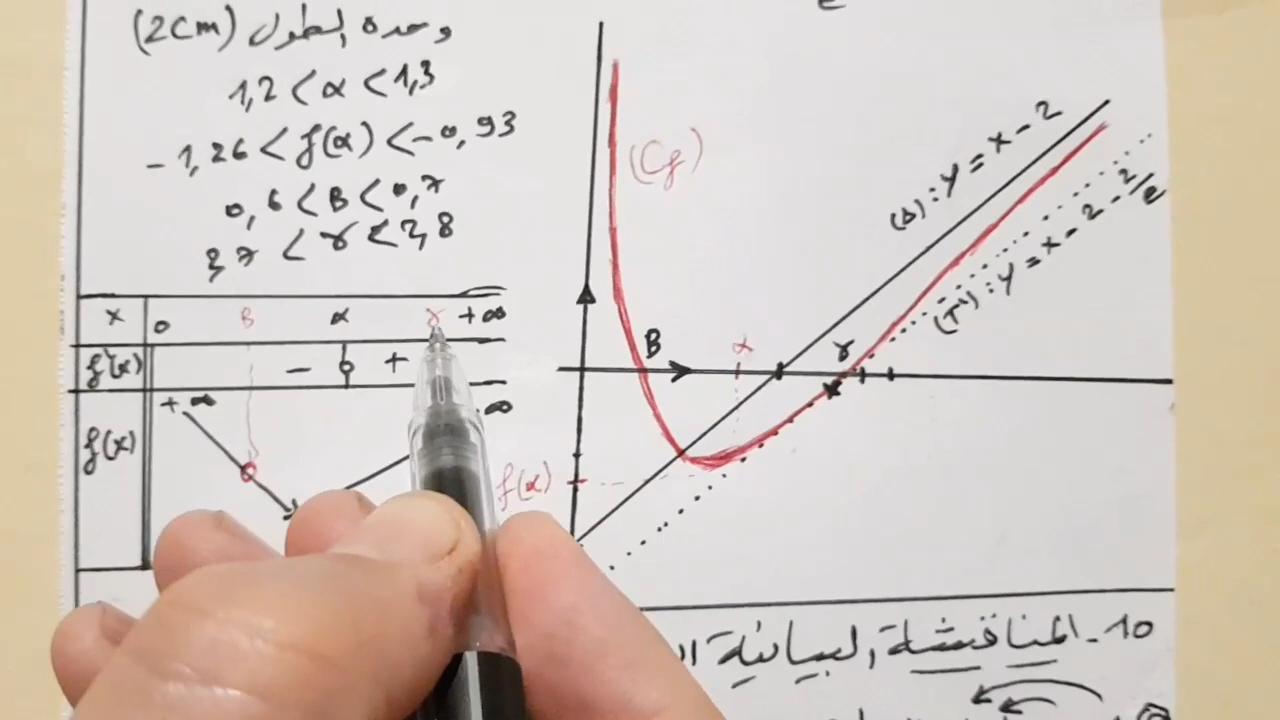 وحدة الطول (2cm)
1,2 < α < 1,3
-1,26 < f(α) < -0,93
0,6 < B < 0,7
2,7 < γ < 2,8
x 0 B α γ +∞
f'(x) - 0 +
f(x) +∞ ∞
(Cf)
(Δ): y = x - 2
(T): y = x - 2 - 2/e
B
α
γ
f(α)
10 - المناقشة البيانية